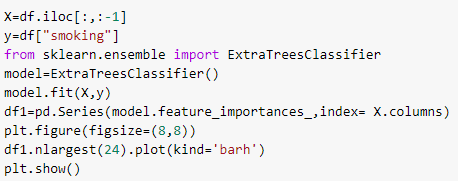 X=df.iloc[:,:-1]
y=df["smoking"]
from sklearn.ensemble import ExtraTreesClassifier
model=ExtraTreesClassifier()
model.fit(X,y)
df1=pd.Series(model.feature_importances_,index= X.columns)
plt.figure(figsize=(8,8))
df1.nlargest(24).plot(kind='barh')
plt.show()